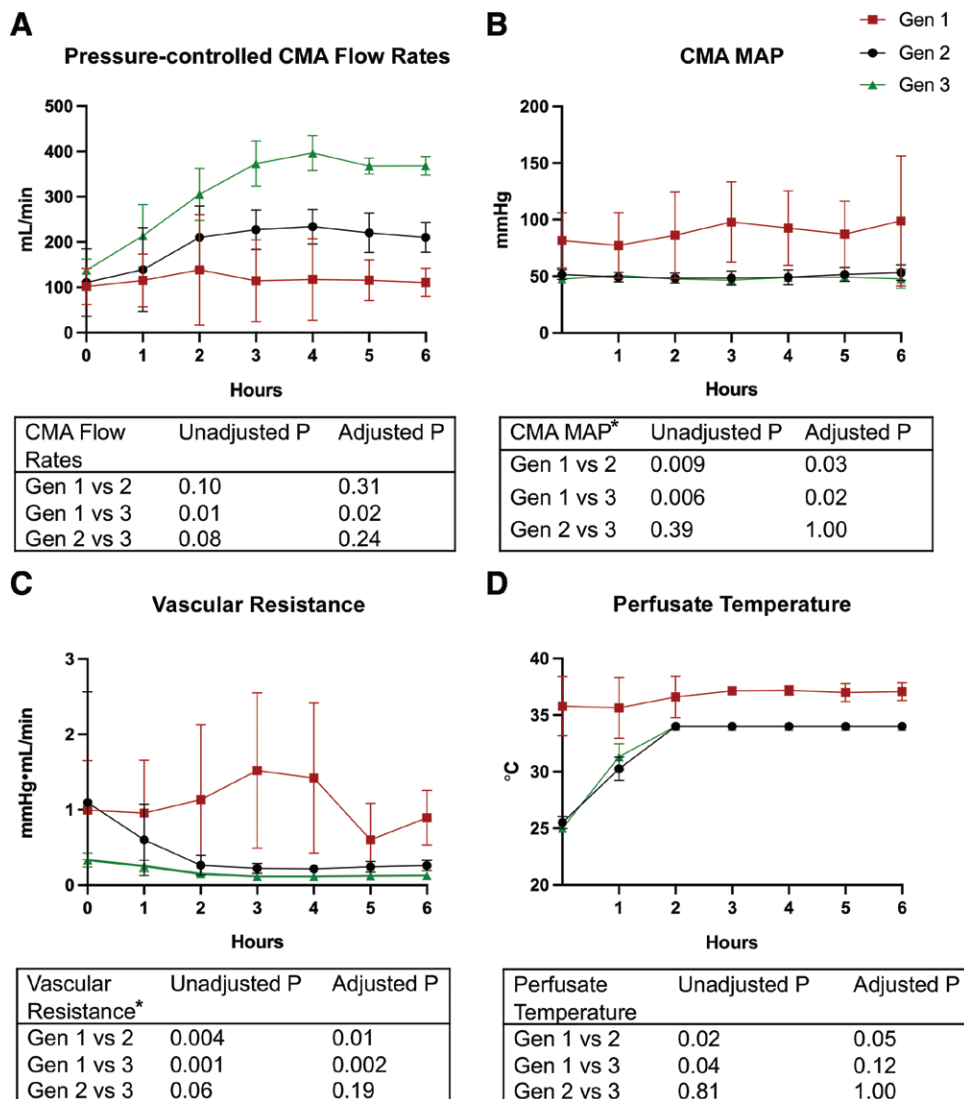 A
Pressure-controlled CMA Flow Rates
500
400
300
200
100
0
mL/min
0 1 2 3 4 5 6
Hours
CMA Flow Rates Unadjusted P Adjusted P
Gen 1 vs 2 0.10 0.31
Gen 1 vs 3 0.01 0.02
Gen 2 vs 3 0.08 0.24
B
CMA MAP
Gen 1
Gen 2
Gen 3
200
150
100
50
0
mmHg
1 2 3 4 5 6
Hours
CMA MAP* Unadjusted P Adjusted P
Gen 1 vs 2 0.009 0.03
Gen 1 vs 3 0.006 0.02
Gen 2 vs 3 0.39 1.00
C
Vascular Resistance
3
2
1
0
mmHg•mL/min
0 1 2 3 4 5 6
Hours
Vascular Resistance* Unadjusted P Adjusted P
Gen 1 vs 2 0.004 0.01
Gen 1 vs 3 0.001 0.002
Gen 2 vs 3 0.06 0.19
D
Perfusate Temperature
40
35
30
25
20
°C
1 2 3 4 5 6
Hours
Perfusate Temperature Unadjusted P Adjusted P
Gen 1 vs 2 0.02 0.05
Gen 1 vs 3 0.04 0.12
Gen 2 vs 3 0.81 1.00